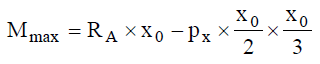 M_max = R_A × x_0 − p_x × x_0/2 × x_0/3